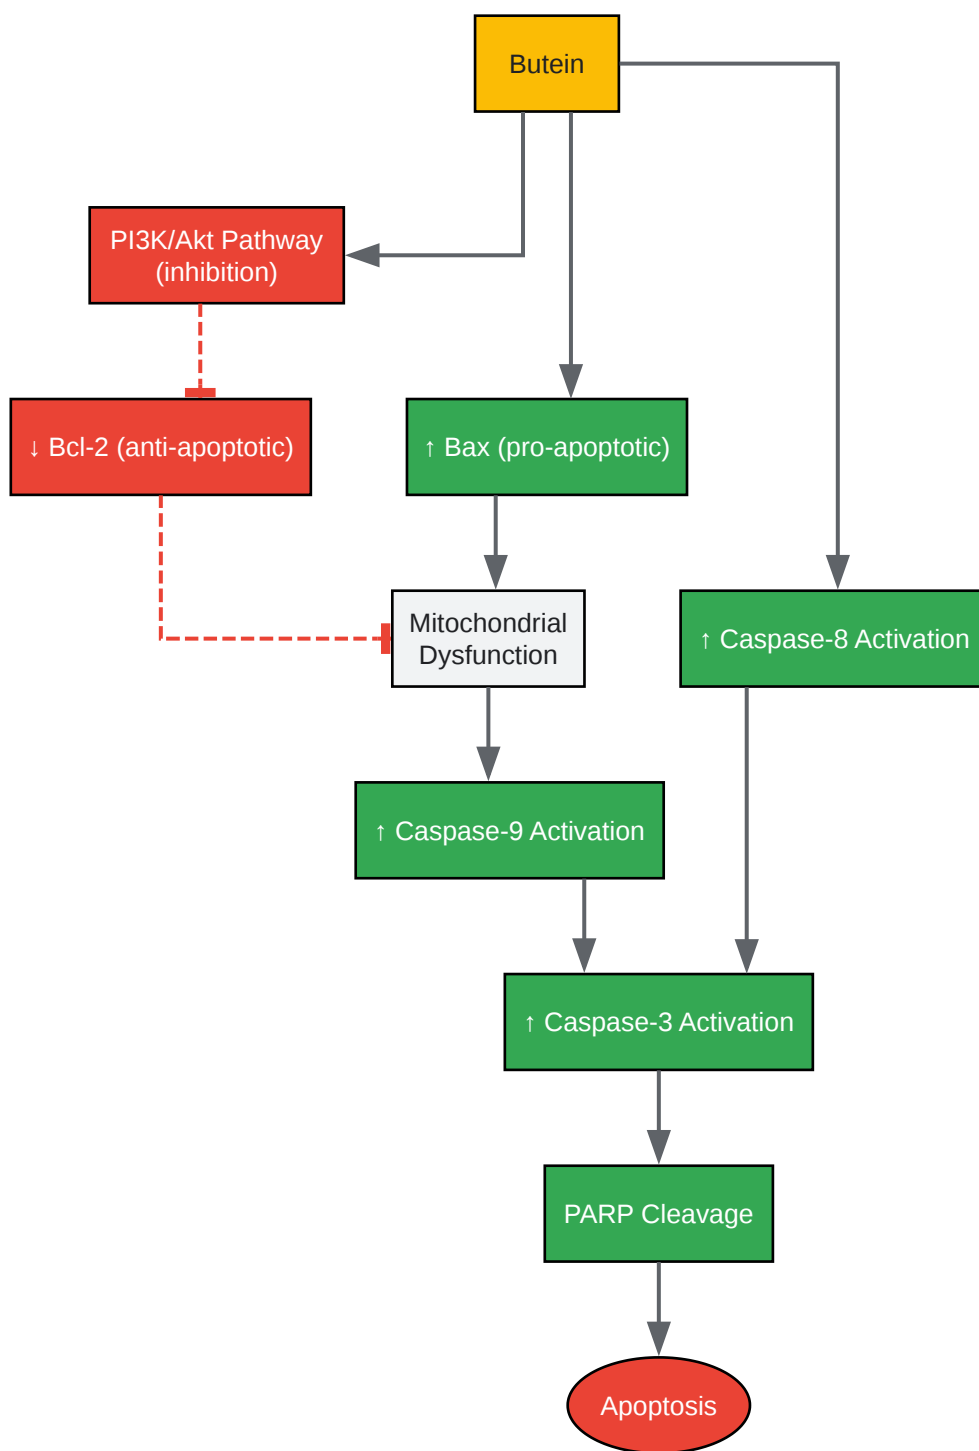 Butein
PI3K/Akt Pathway
(inhibition)
↓ Bcl-2 (anti-apoptotic)
↑ Bax (pro-apoptotic)
Mitochondrial
Dysfunction
↑ Caspase-8 Activation
↑ Caspase-9 Activation
↑ Caspase-3 Activation
PARP Cleavage
Apoptosis